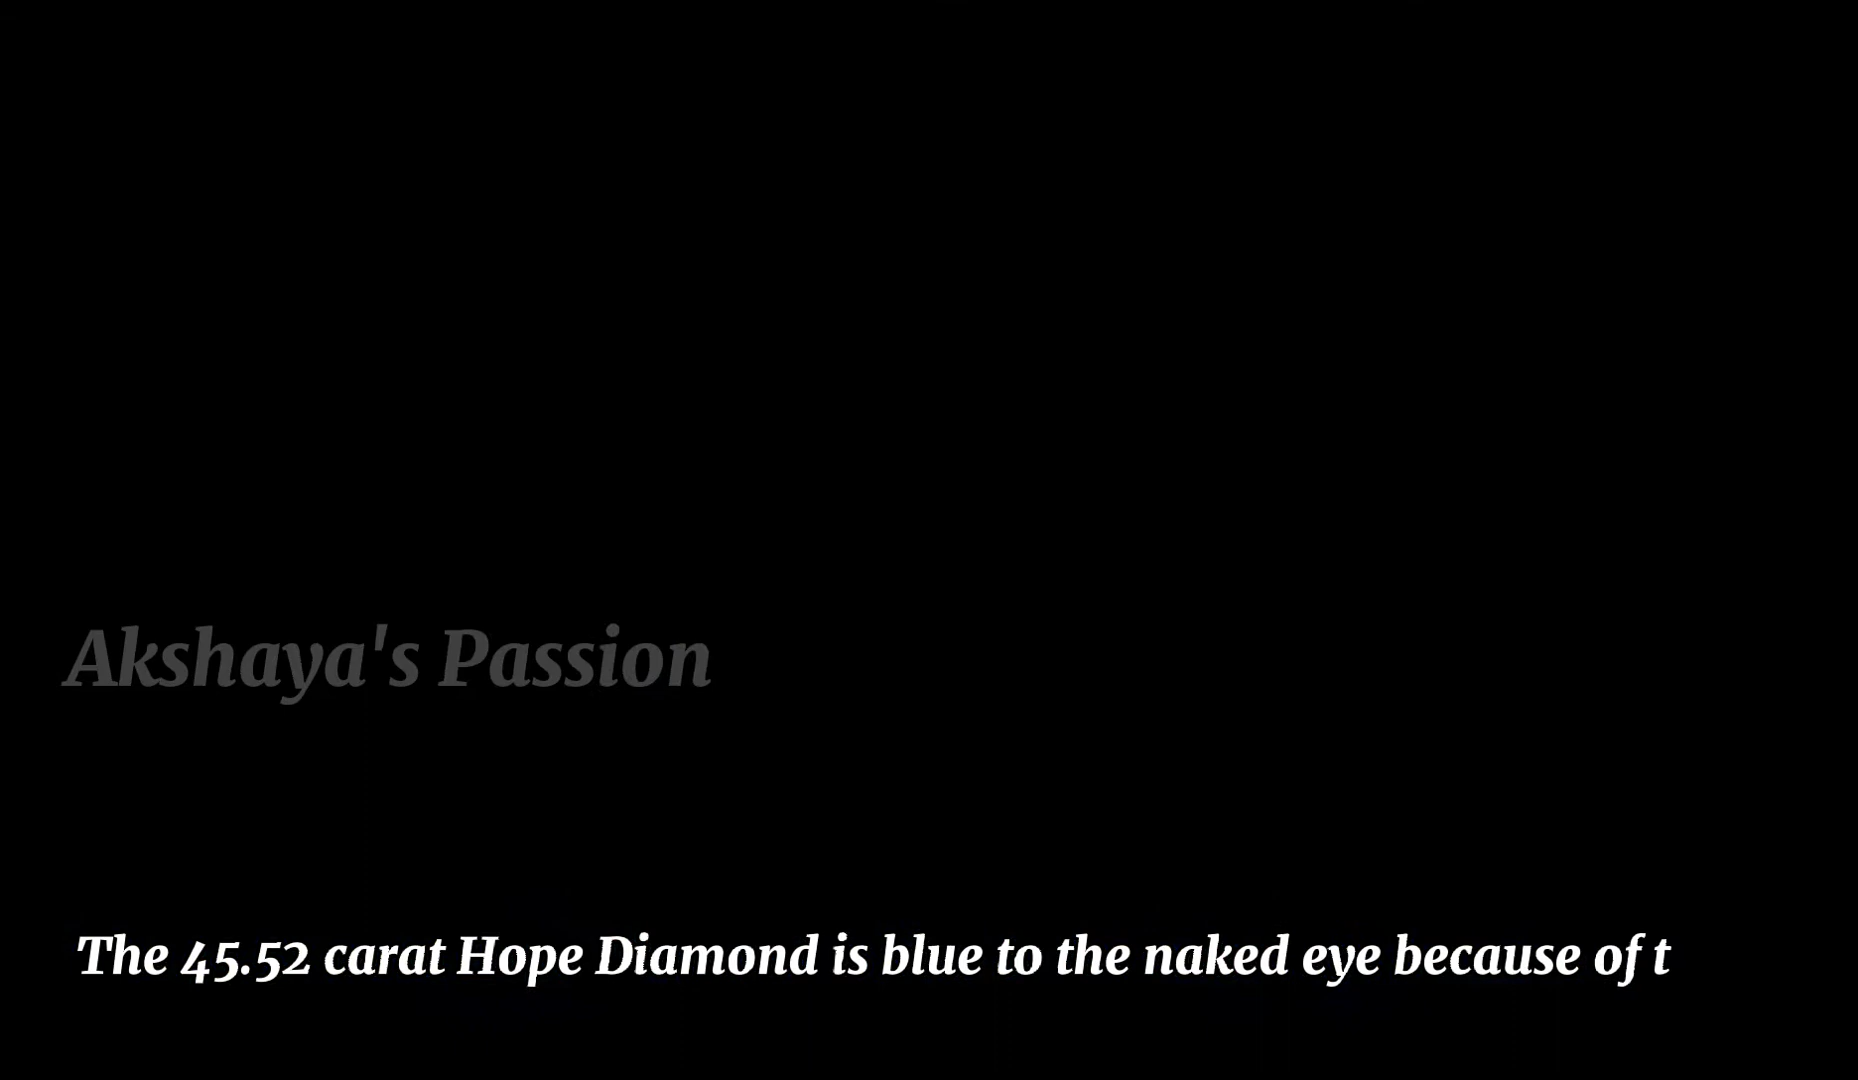 Akshaya's Passion
The 45.52 carat Hope Diamond is blue to the naked eye because of t